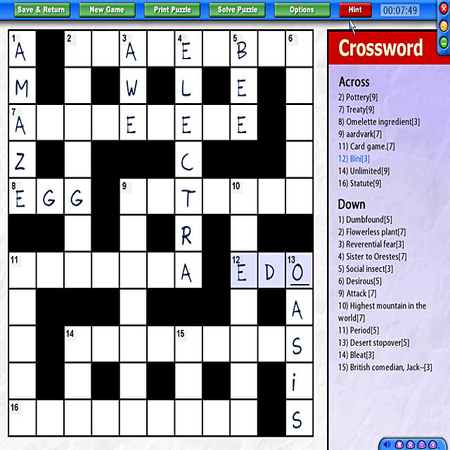 Save & Return New Game Print Puzzle Solve Puzzle Options Hint 00:07:49
1 A 2 3 A 4 E 5 B 6
M W L E
7 A E E E
Z C
8 E G G 9 T 10
R
11 A 12 E D 13 O
A
14 15 S
i
16 S
Crossword
Across
2) Pottery[9]
7) Treaty[9]
8) Omelette ingredient[3]
9) aardvark[7]
11) Card game.[7]
12) Bini[3]
14) Unlimited[9]
16) Statute[9]
Down
1) Dumbfound[5]
2) Flowerless plant[7]
3) Reverential fear[3]
4) Sister to Orestes[7]
5) Social insect[3]
6) Desirous[5]
9) Attack [7]
10) Highest mountain in the
world[7]
11) Period[5]
13) Desert stopover[5]
14) Bleat[3]
15) British comedian, Jack~[3]